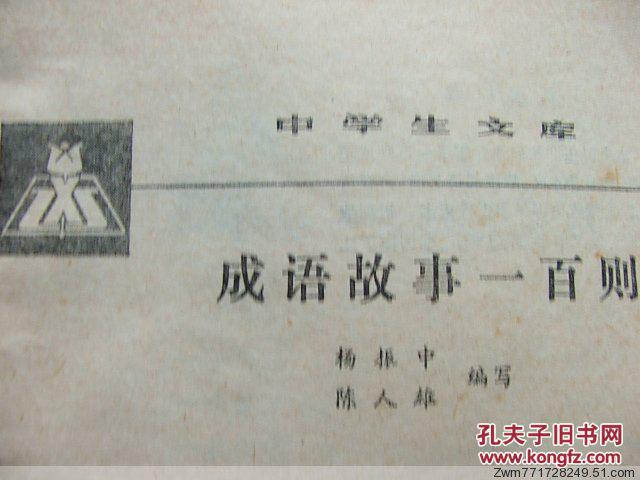 中学生文库
成语故事一百则
杨振中
陈人雄
编写
孔夫子旧书网
www.kongfz.com
Zwm771728249.51.com